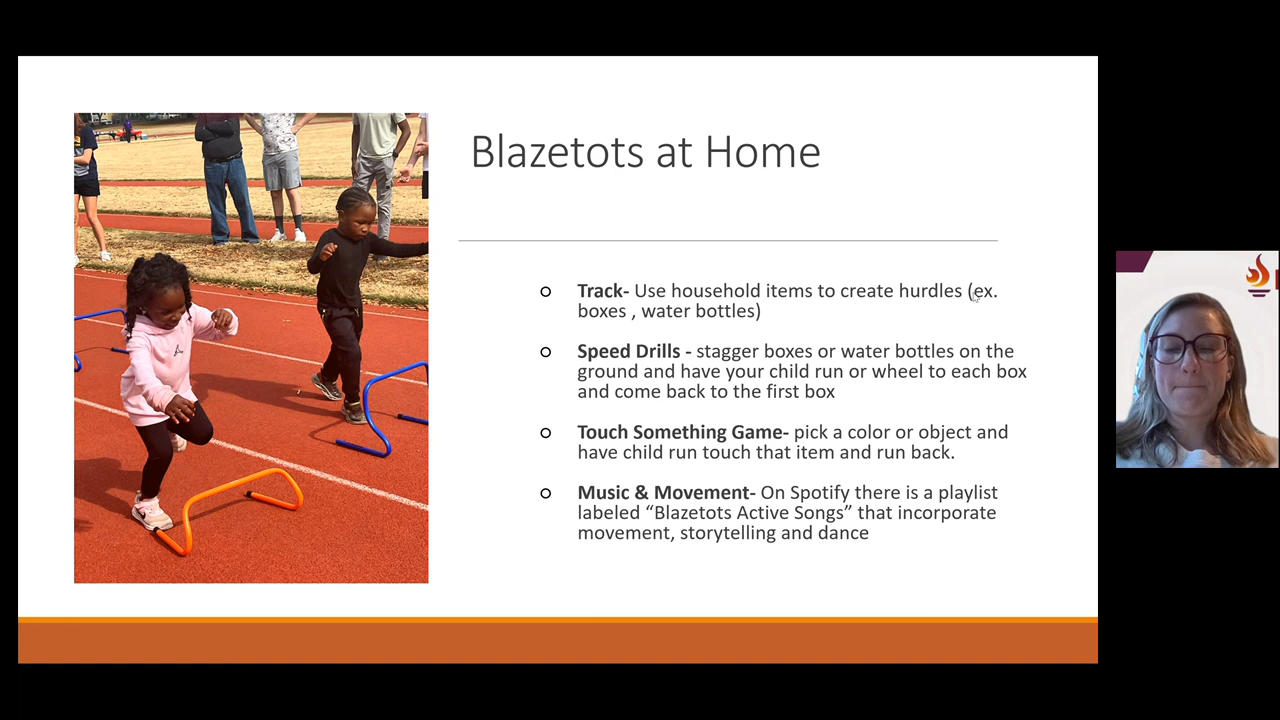 Blazetots at Home
Track- Use household items to create hurdles (ex.
boxes , water bottles)
Speed Drills - stagger boxes or water bottles on the
ground and have your child run or wheel to each box
and come back to the first box
Touch Something Game- pick a color or object and
have child run touch that item and run back.
Music & Movement- On Spotify there is a playlist
labeled “Blazetots Active Songs” that incorporate
movement, storytelling and dance